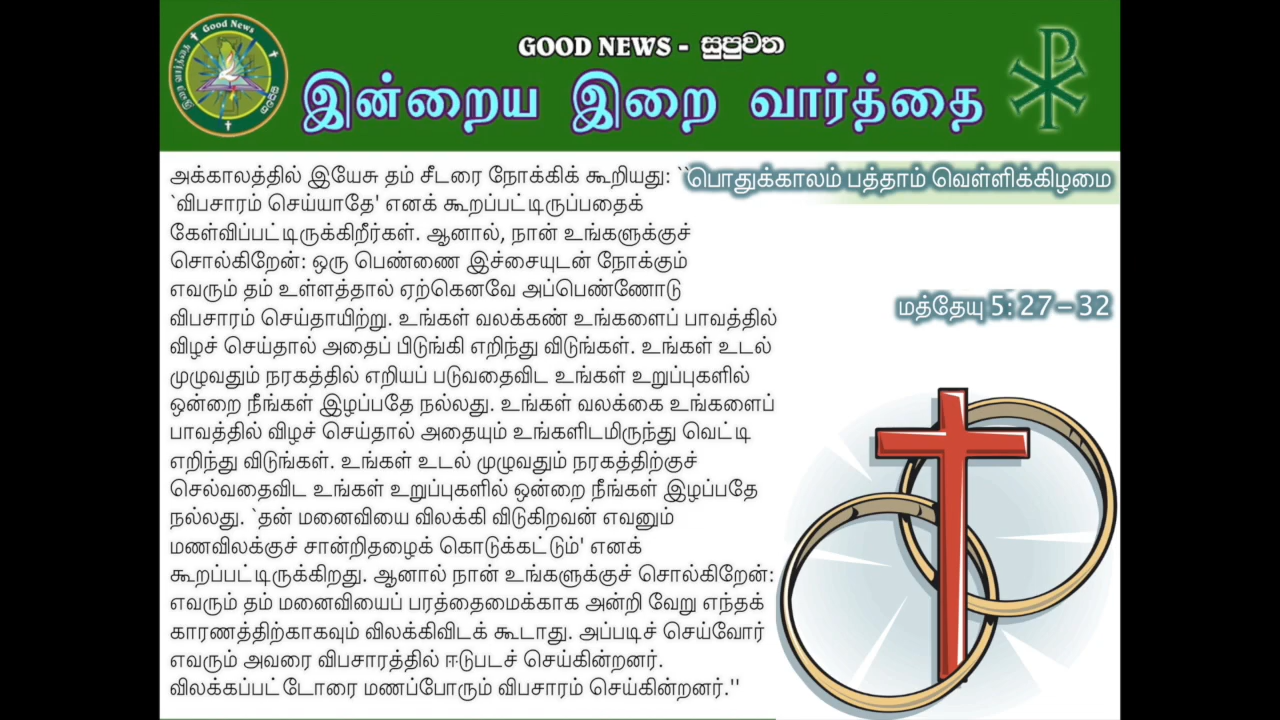 Good News
GOOD NEWS - සුපුවත
இன்றைய இறை வார்த்தை
பொதுக்காலம் பத்தாம் வெள்ளிக்கிழமை
மத்தேயு 5: 27 – 32
அக்காலத்தில் இயேசு தம் சீடரை நோக்கிக் கூறியது: ``
`விபசாரம் செய்யாதே' எனக் கூறப்பட்டிருப்பதைக்
கேள்விப்பட்டிருக்கிறீர்கள். ஆனால், நான் உங்களுக்குச்
சொல்கிறேன்: ஒரு பெண்ணை இச்சையுடன் நோக்கும்
எவரும் தம் உள்ளத்தால் ஏற்கெனவே அப்பெண்ணோடு
விபசாரம் செய்தாயிற்று. உங்கள் வலக்கண் உங்களைப் பாவத்தில்
விழச் செய்தால் அதைப் பிடுங்கி எறிந்து விடுங்கள். உங்கள் உடல்
முழுவதும் நரகத்தில் எறியப் படுவதைவிட உங்கள் உறுப்புகளில்
ஒன்றை நீங்கள் இழப்பதே நல்லது. உங்கள் வலக்கை உங்களைப்
பாவத்தில் விழச் செய்தால் அதையும் உங்களிடமிருந்து வெட்டி
எறிந்து விடுங்கள். உங்கள் உடல் முழுவதும் நரகத்திற்குச்
செல்வதைவிட உங்கள் உறுப்புகளில் ஒன்றை நீங்கள் இழப்பதே
நல்லது. `தன் மனைவியை விலக்கி விடுகிறவன் எவனும்
மணவிலக்குச் சான்றிதழைக் கொடுக்கட்டும்' எனக்
கூறப்பட்டிருக்கிறது. ஆனால் நான் உங்களுக்குச் சொல்கிறேன்:
எவரும் தம் மனைவியைப் பரத்தைமைக்காக அன்றி வேறு எந்தக்
காரணத்திற்காகவும் விலக்கிவிடக் கூடாது. அப்படிச் செய்வோர்
எவரும் அவரை விபசாரத்தில் ஈடுபடச் செய்கின்றனர்.
விலக்கப்பட்டோரை மணப்போரும் விபசாரம் செய்கின்றனர்.''